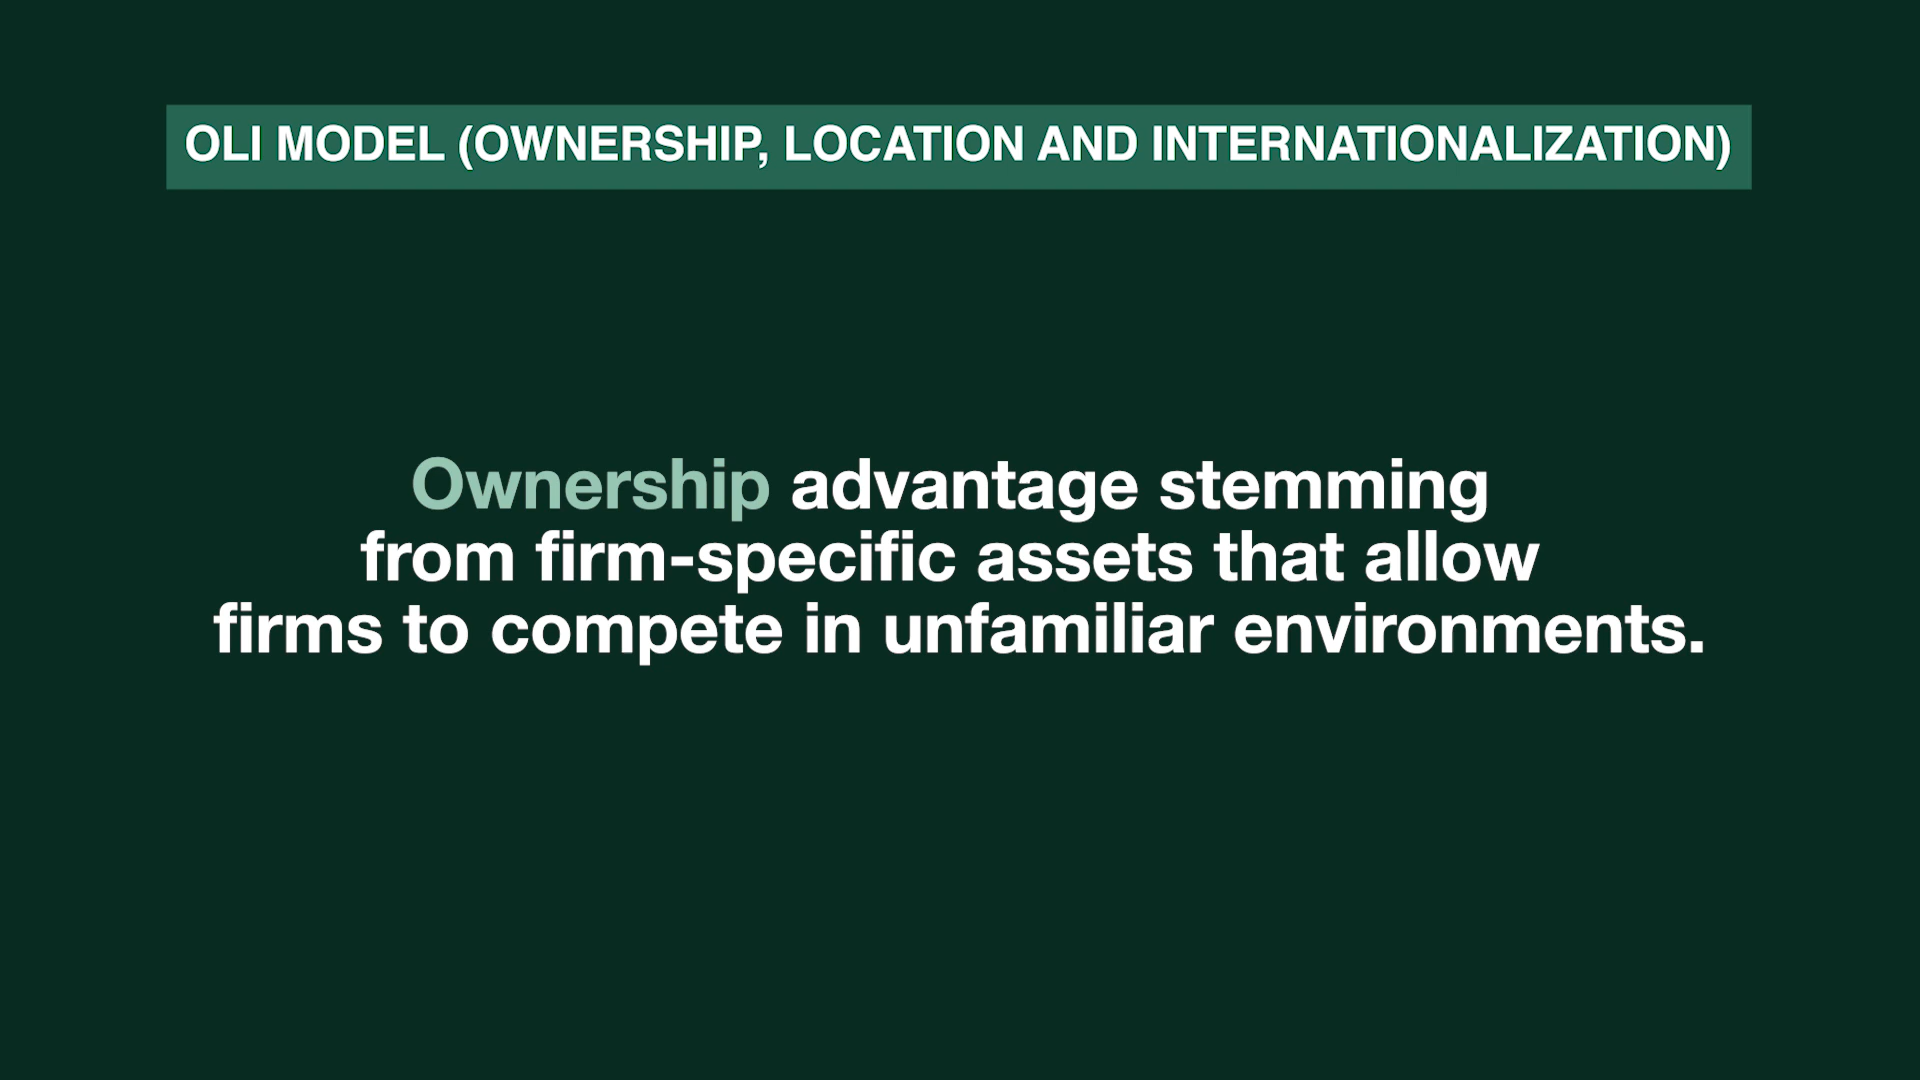 OLI MODEL (OWNERSHIP, LOCATION AND INTERNATIONALIZATION)
Ownership advantage stemming
from firm-specific assets that allow
firms to compete in unfamiliar environments.